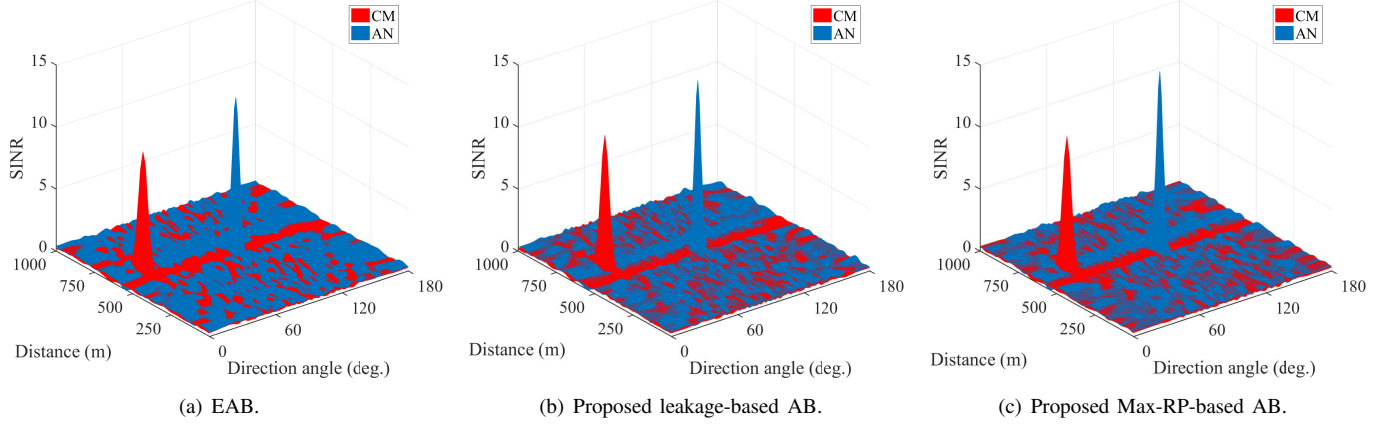 CM
AN
15
10
5
0
SINR
1000
750
500
250
0
60
120
180
Distance (m)
Direction angle (deg.)
(a) EAB.
CM
AN
15
10
5
0
SINR
1000
750
500
250
0
60
120
180
Distance (m)
Direction angle (deg.)
(b) Proposed leakage-based AB.
CM
AN
15
10
5
0
SINR
1000
750
500
250
0
60
120
180
Distance (m)
Direction angle (deg.)
(c) Proposed Max-RP-based AB.